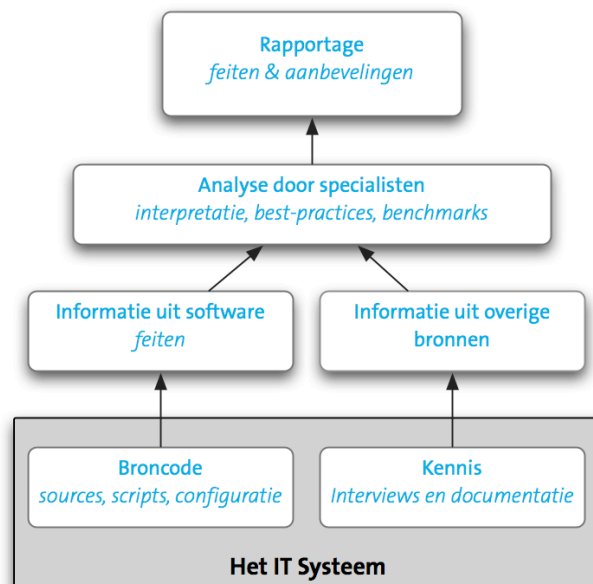 Rapportage
feiten & aanbevelingen
Analyse door specialisten
interpretatie, best-practices, benchmarks
Informatie uit software
feiten
Informatie uit overige
bronnen
Broncode
sources, scripts, configuratie
Kennis
Interviews en documentatie
Het IT Systeem